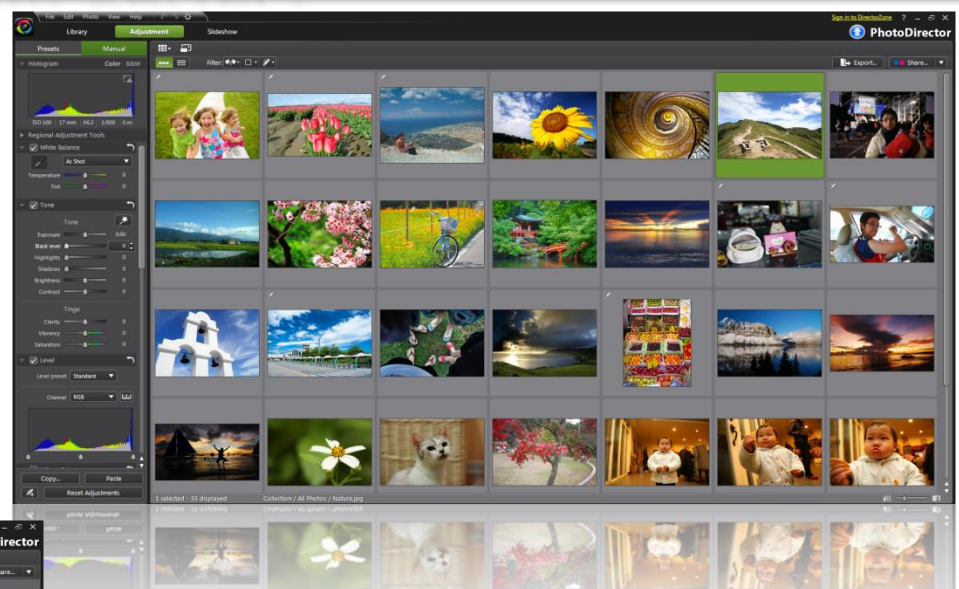 File Edit Photo View Help
Sign in to DirectorZone ?
Library Adjustment Slideshow
PhotoDirector
Presets Manual
Histogram Color B&W
Filter:
Export... Share...
ISO 100 17 mm f/6.3 1/800 0 ev
Regional Adjustment Tools
White Balance
As Shot
Temperature 0
Tint 0
Tone
Tone
Exposure 0.00
Black level 0
Highlights 0
Shadows 0
Brightness 0
Contrast 0
Tinge
Clarity 0
Vibrancy 0
Saturation 0
Level
Level preset Standard
Channel RGB
Copy... Paste
Reset Adjustments
1 selected - 33 displayed Collection / All Photos / Nature.jpg
irector
are...